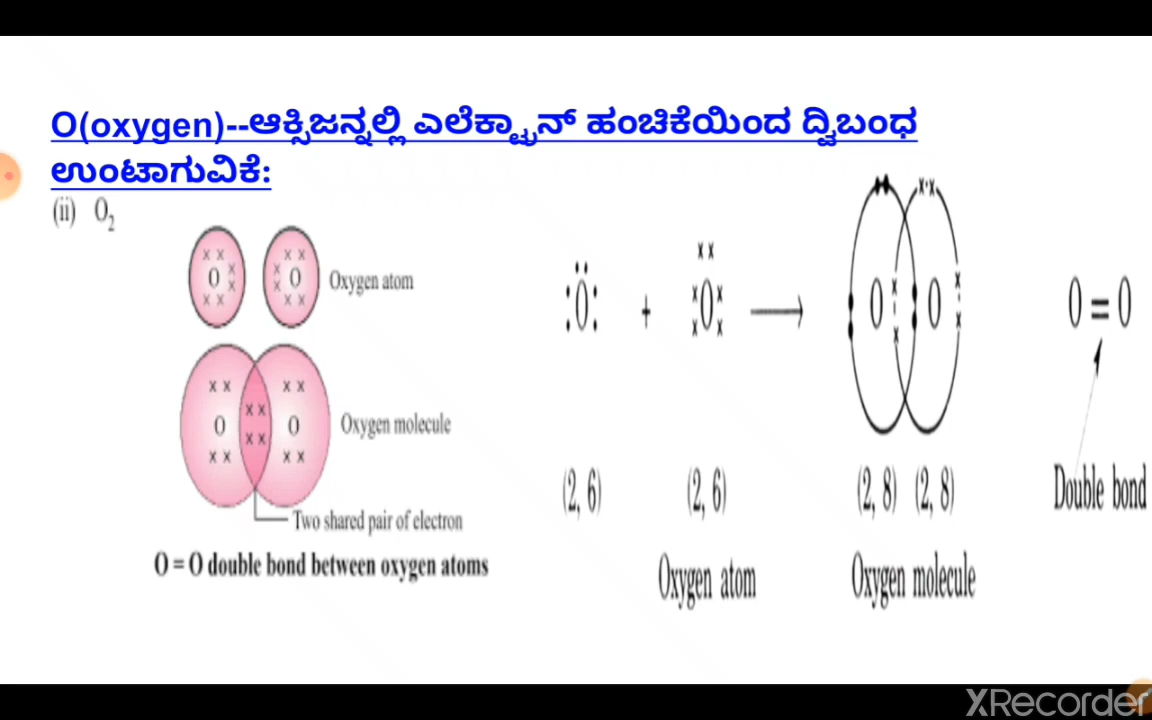 O(oxygen)--ಆಕ್ಸಿಜನ್ನಲ್ಲಿ ಎಲೆಕ್ಟ್ರಾನ್ ಹಂಚಿಕೆಯಿಂದ ದ್ವಿಬಂಧ
ಉಂಟಾಗುವಿಕೆ:
(ii) O₂
O O Oxygen atom
O O Oxygen molecule
Two shared pair of electron
O = O double bond between oxygen atoms
:O: + O → O O O = O
(2, 6) (2, 6) (2, 8) (2, 8) Double bond
Oxygen atom Oxygen molecule
XRecorder